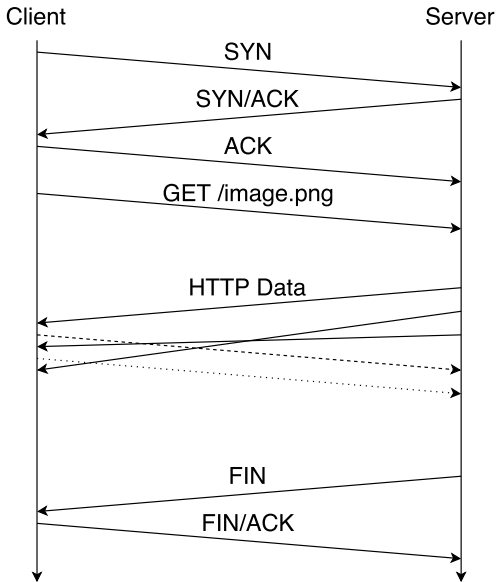 Client
Server
SYN
SYN/ACK
ACK
GET /image.png
HTTP Data
FIN
FIN/ACK